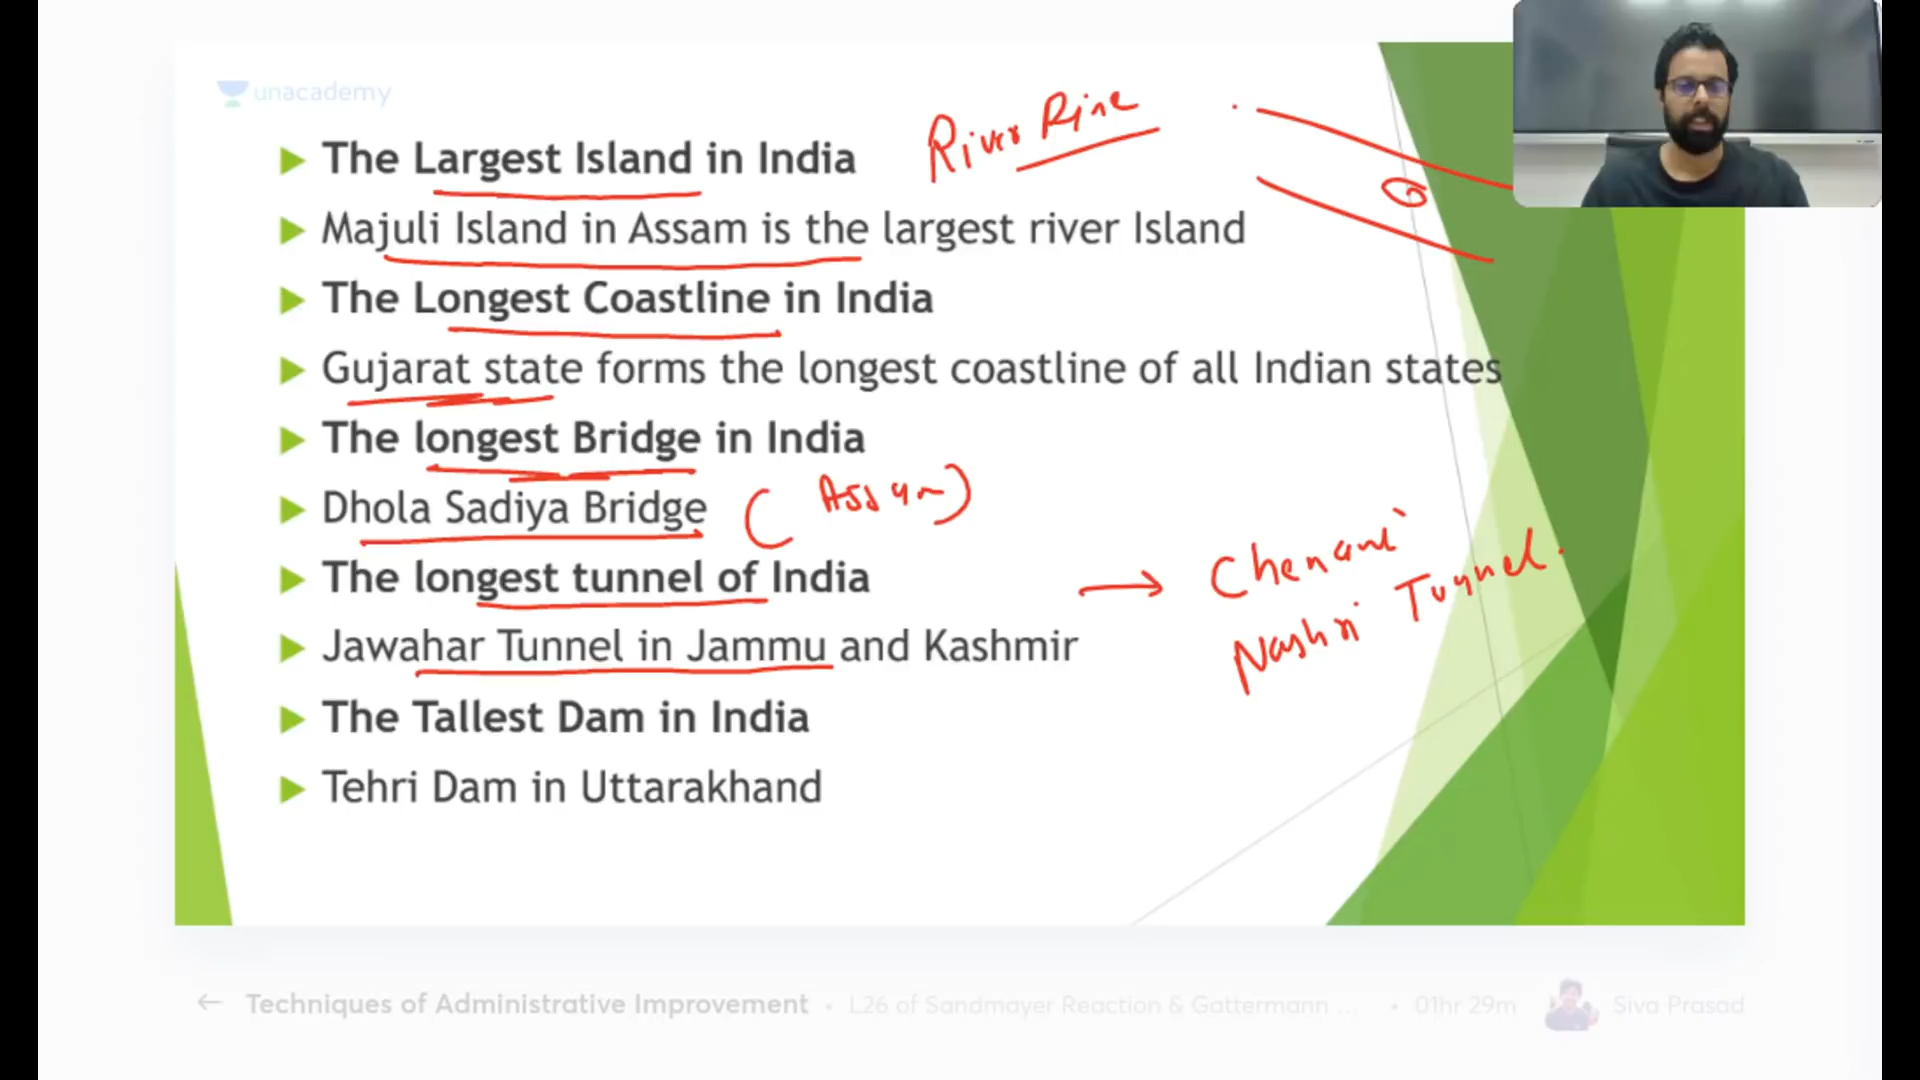 unacademy
The Largest Island in India
River Rine
Majuli Island in Assam is the largest river Island
The Longest Coastline in India
Gujarat state forms the longest coastline of all Indian states
The longest Bridge in India
Dhola Sadiya Bridge (Assam)
The longest tunnel of India
→ Chenani
Nashri Tunnel.
Jawahar Tunnel in Jammu and Kashmir
The Tallest Dam in India
Tehri Dam in Uttarakhand
← Techniques of Administrative Improvement • L26 of Sandmayer Reaction & Gattermann ... • 01hr 29m Siva Prasad